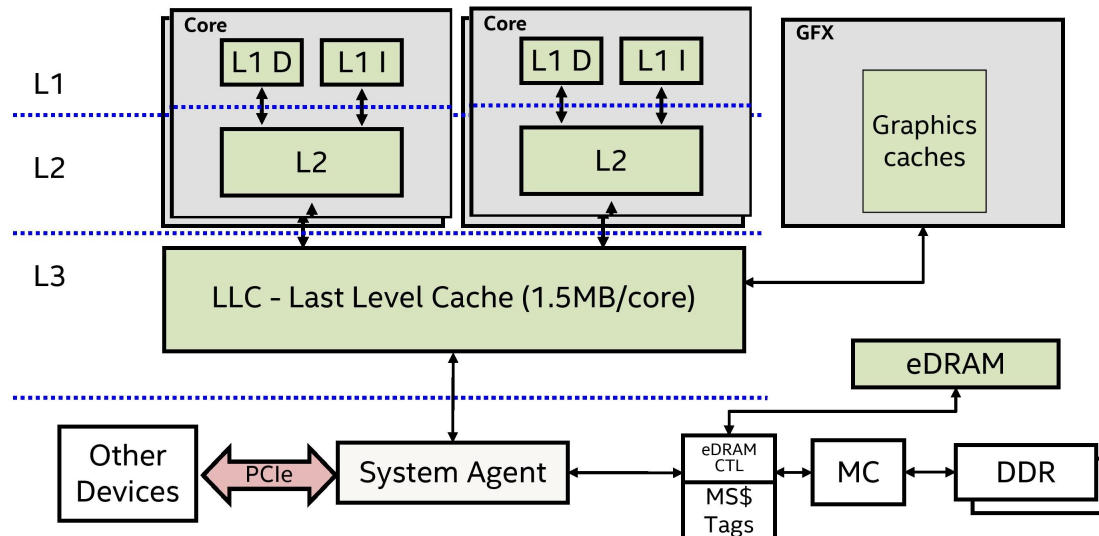 Core
Core
GFX
L1 D
L1 I
L1 D
L1 I
L1
Graphics
caches
L2
L2
L2
L3
LLC - Last Level Cache (1.5MB/core)
eDRAM
Other
Devices
PCIe
System Agent
eDRAM
CTL
MS$
Tags
MC
DDR